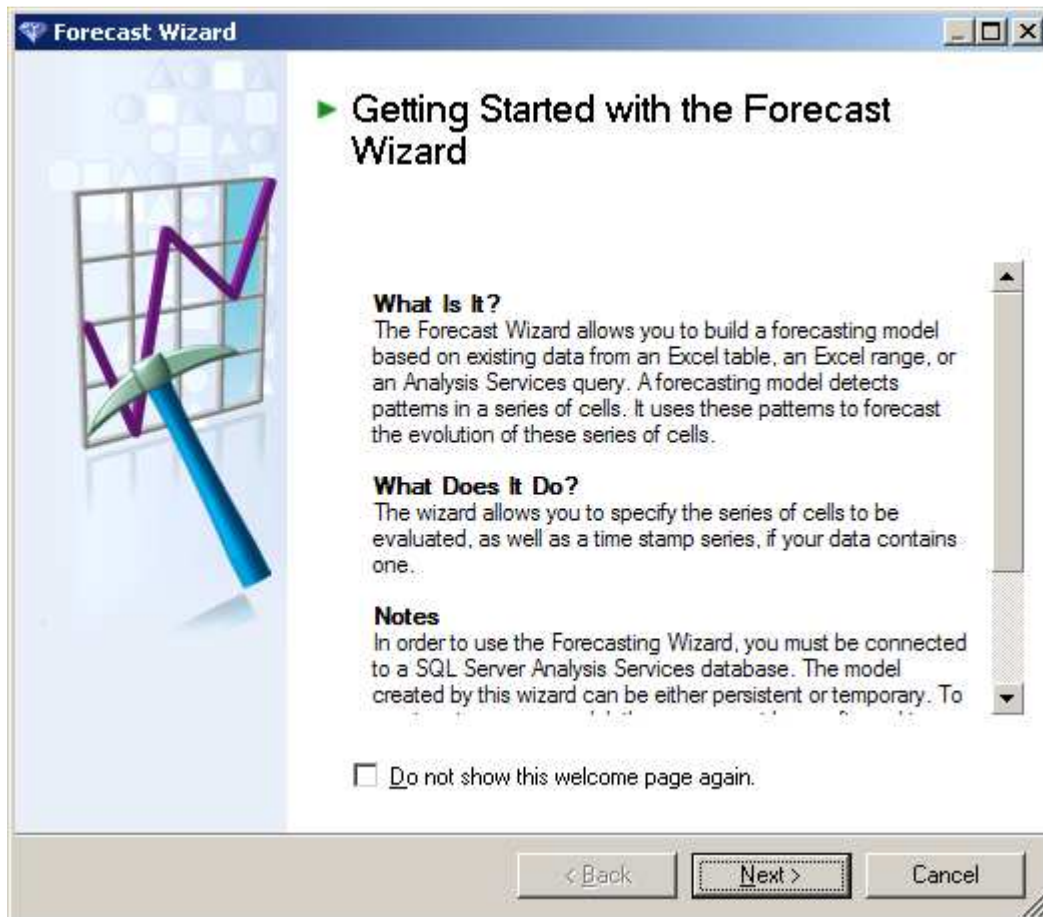 Forecast Wizard
Getting Started with the Forecast
Wizard
What Is It?
The Forecast Wizard allows you to build a forecasting model
based on existing data from an Excel table, an Excel range, or
an Analysis Services query. A forecasting model detects
patterns in a series of cells. It uses these patterns to forecast
the evolution of these series of cells.
What Does It Do?
The wizard allows you to specify the series of cells to be
evaluated, as well as a time stamp series, if your data contains
one.
Notes
In order to use the Forecasting Wizard, you must be connected
to a SQL Server Analysis Services database. The model
created by this wizard can be either persistent or temporary. To
Do not show this welcome page again.
< Back
Next >
Cancel